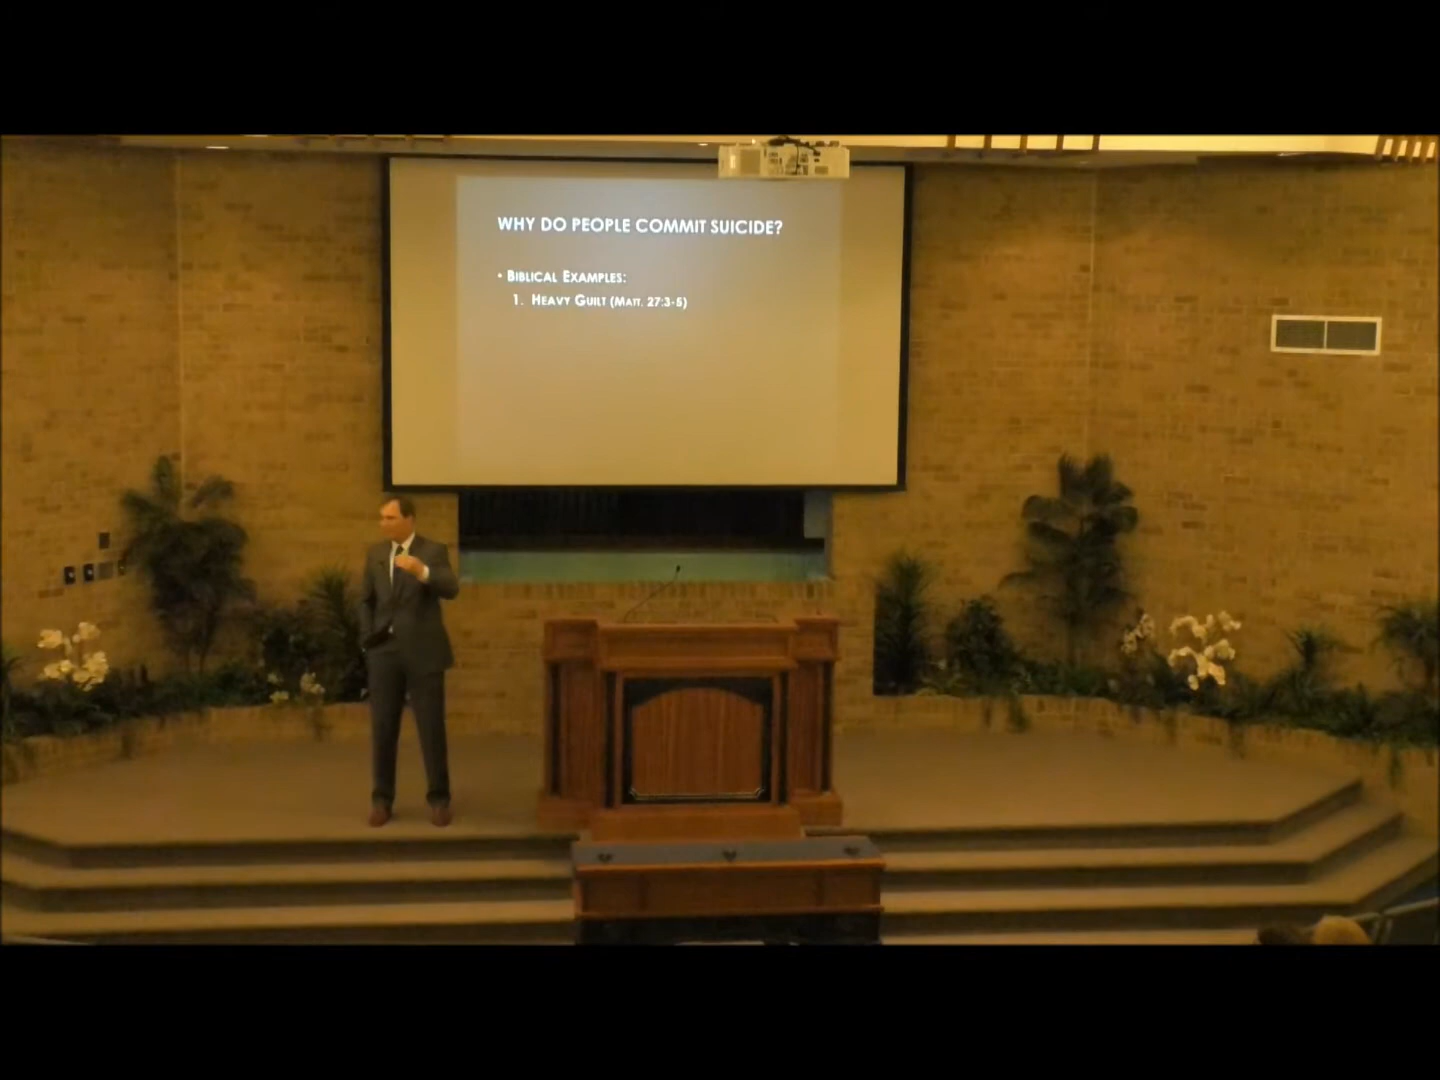 WHY DO PEOPLE COMMIT SUICIDE?
• BIBLICAL EXAMPLES:
1. HEAVY GUILT (MATT. 27:3-5)